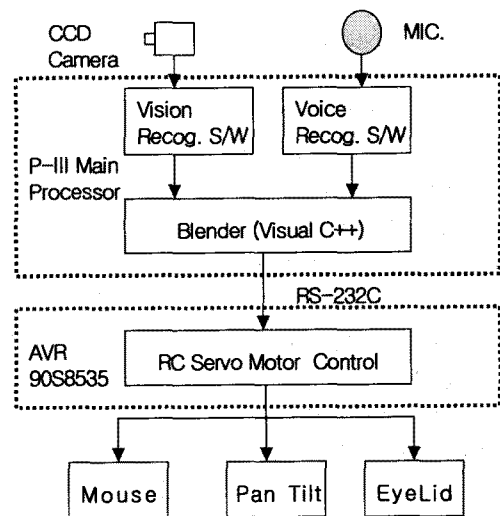 CCD
Camera
MIC.
Vision
Recog. S/W
Voice
Recog. S/W
P-III Main
Processor
Blender (Visual C++)
RS-232C
AVR
90S8535
RC Servo Motor Control
Mouse
Pan Tilt
EyeLid